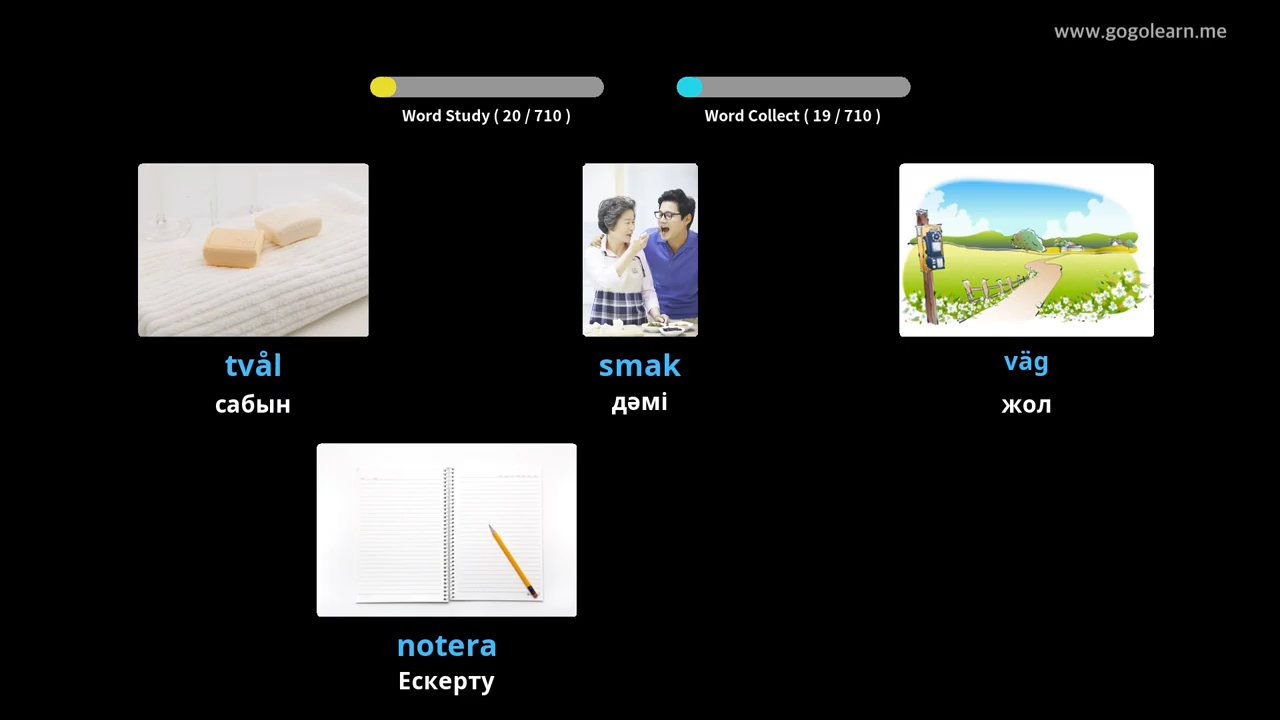 www.gogolearn.me
Word Study ( 20 / 710 )
Word Collect ( 19 / 710 )
tvål
smak
väg
сабын
дәмі
жол
notera
Ескерту